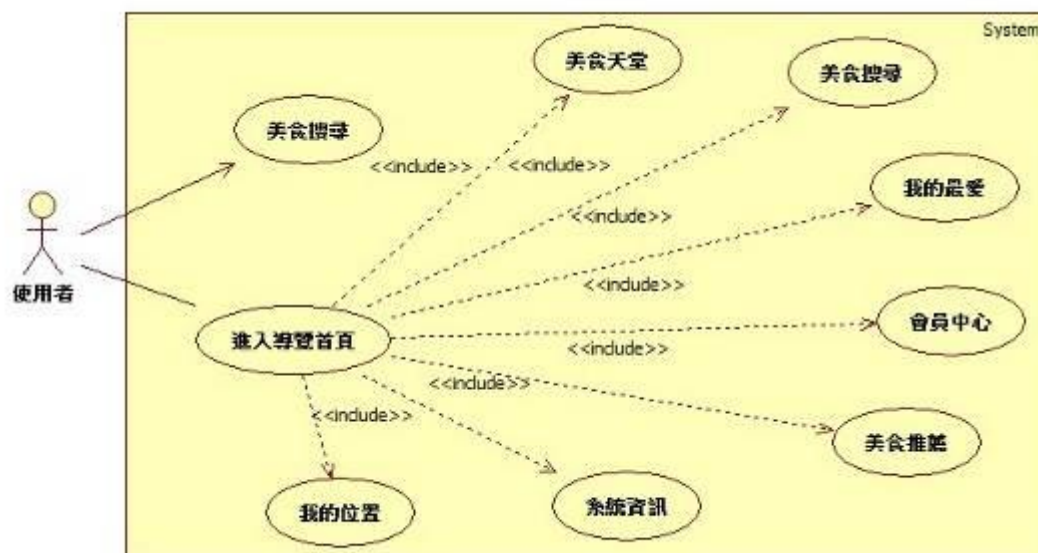 System
美食天堂
美食搜尋
美食搜尋
<<include>>
<<include>>
我的最愛
<<include>>
使用者
<<include>>
進入導覽首頁
會員中心
<<include>>
<<include>>
<<include>>
美食推薦
我的位置
系統資訊